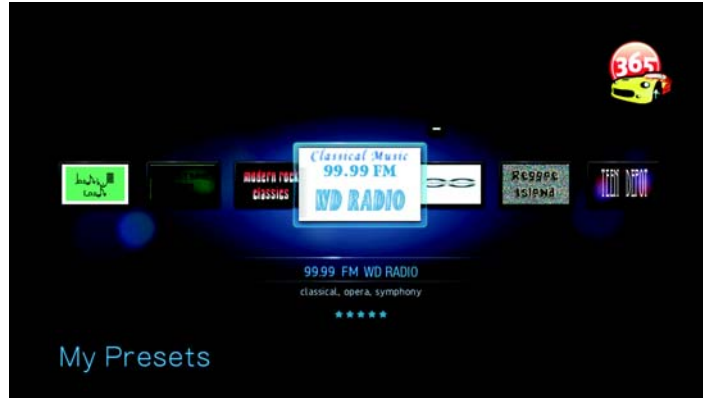 365
modern rock
classics
Classical Music
99.99 FM
WD RADIO
Reggae
island
TEEN DEPOT
99.99 FM WD RADIO
classical, opera, symphony
My Presets